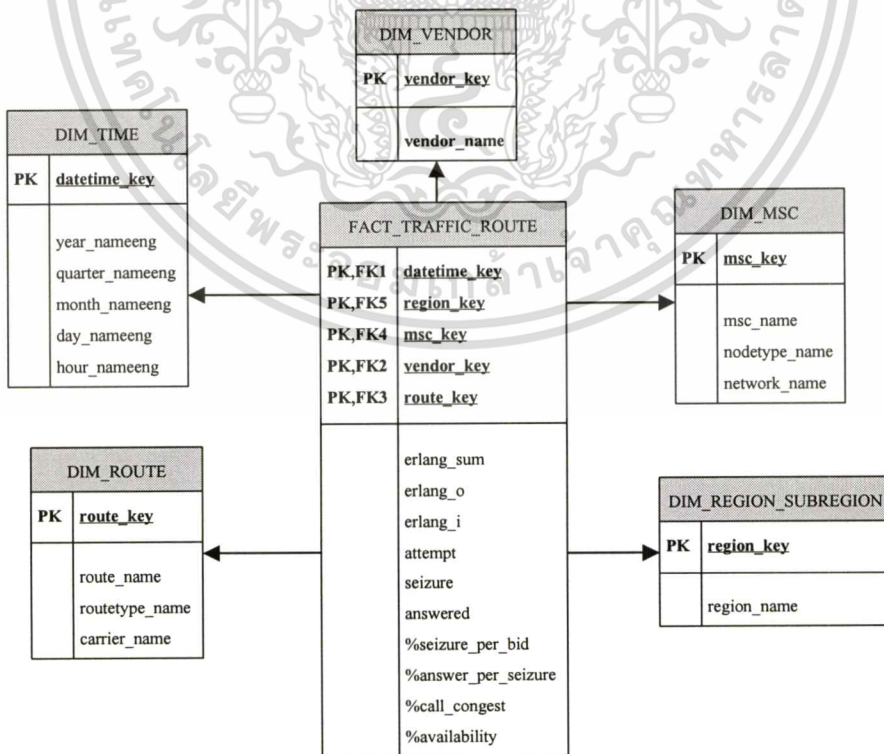 DIM_VENDOR
PK vendor_key
vendor_name
DIM_TIME
PK datetime_key
year_nameeng
quarter_nameeng
month_nameeng
day_nameeng
hour_nameeng
FACT_TRAFFIC_ROUTE
PK,FK1 datetime_key
PK,FK5 region_key
PK,FK4 msc_key
PK,FK2 vendor_key
PK,FK3 route_key
erlang_sum
erlang_o
erlang_i
attempt
seizure
answered
%seizure_per_bid
%answer_per_seizure
%call_congest
%availability
DIM_MSC
PK msc_key
msc_name
nodetype_name
network_name
DIM_ROUTE
PK route_key
route_name
routetype_name
carrier_name
DIM_REGION_SUBREGION
PK region_key
region_name